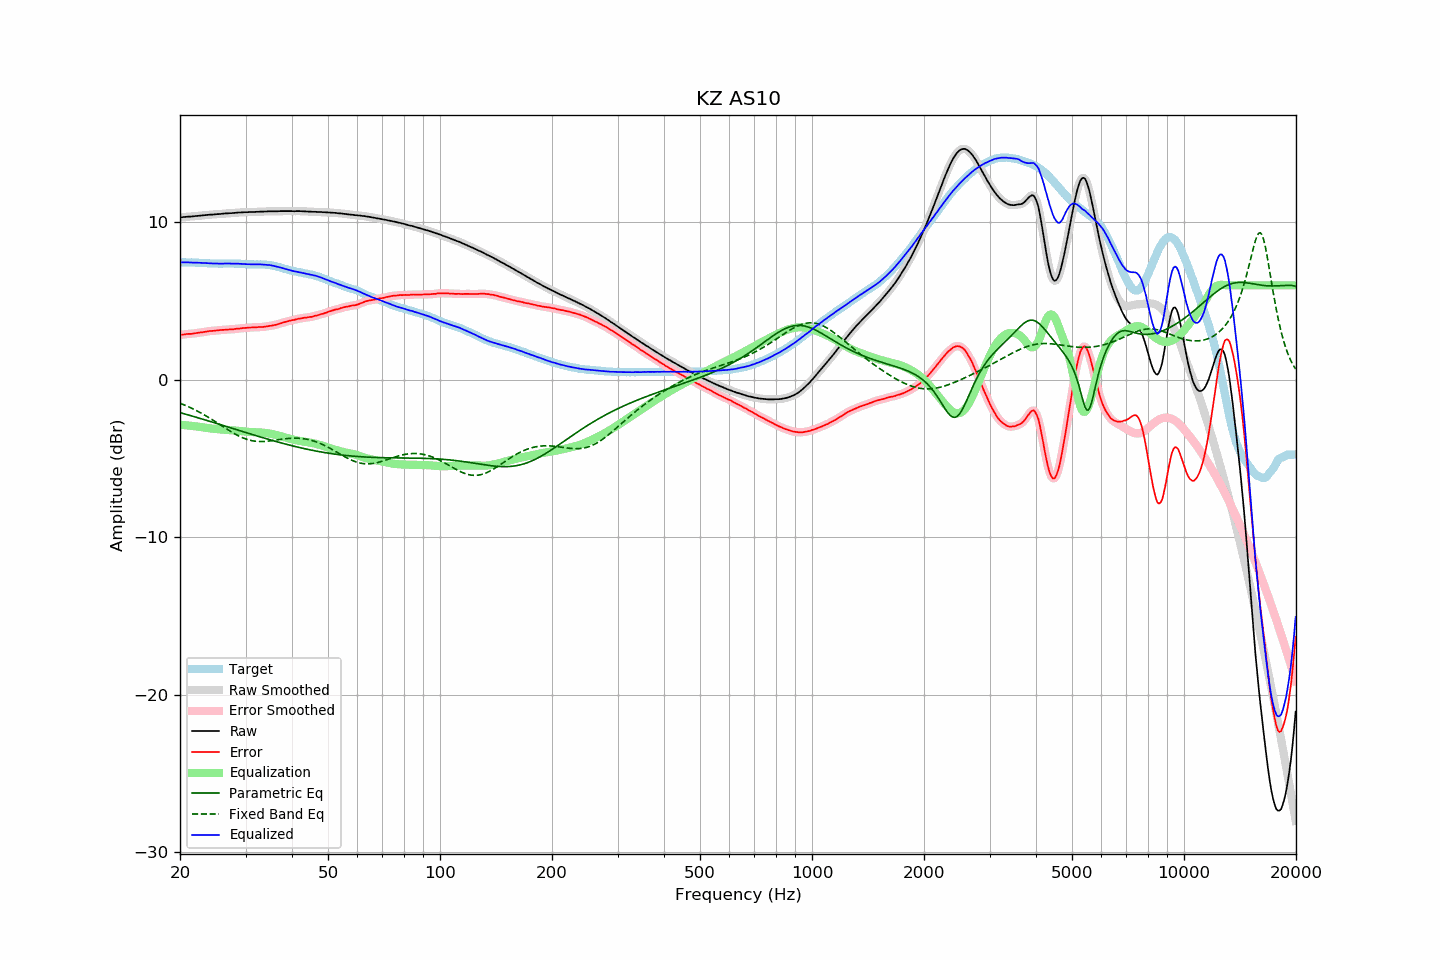 KZ AS10
Amplitude (dBr)
10
0
−10
−20
−30
Target
Raw Smoothed
Error Smoothed
Raw
Error
Equalization
Parametric Eq
Fixed Band Eq
Equalized
20 50 100 200 500 1000 2000 5000 10000 20000
Frequency (Hz)